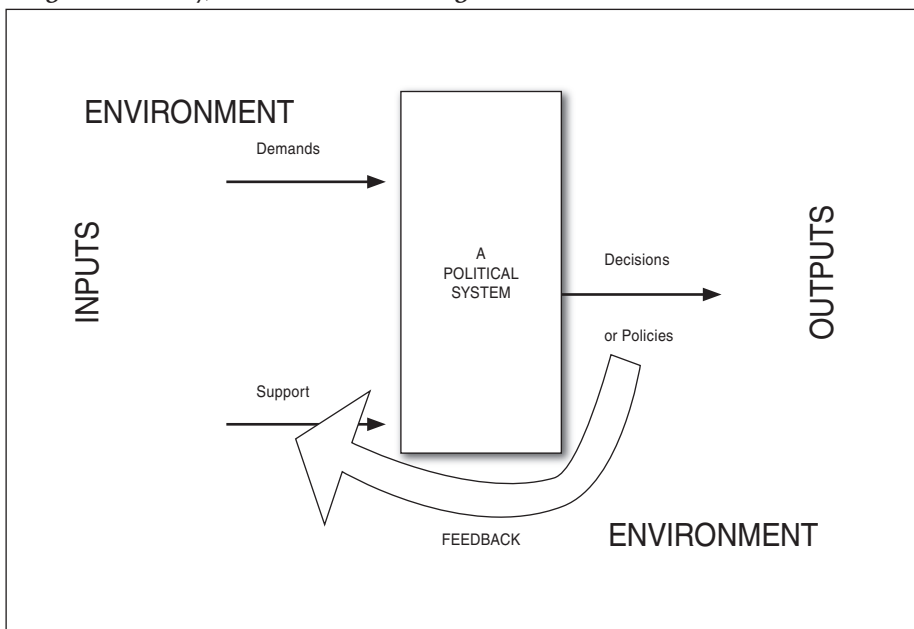 ENVIRONMENT
Demands
INPUTS
A
POLITICAL
SYSTEM
Decisions
or Policies
OUTPUTS
Support
FEEDBACK
ENVIRONMENT